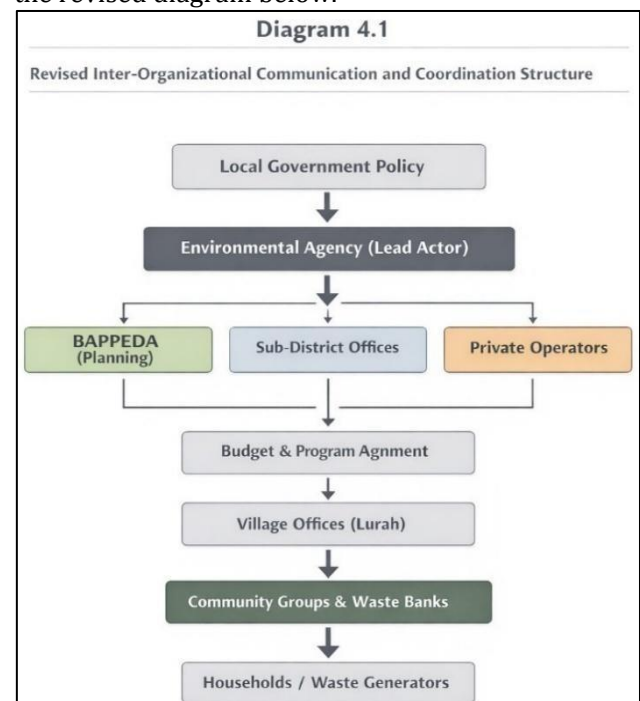 the revised diagram below.
Diagram 4.1
Revised Inter-Organizational Communication and Coordination Structure
Local Government Policy
Environmental Agency (Lead Actor)
BAPPEDA
(Planning)
Sub-District Offices
Private Operators
Budget & Program Agnment
Village Offices (Lurah)
Community Groups & Waste Banks
Households / Waste Generators